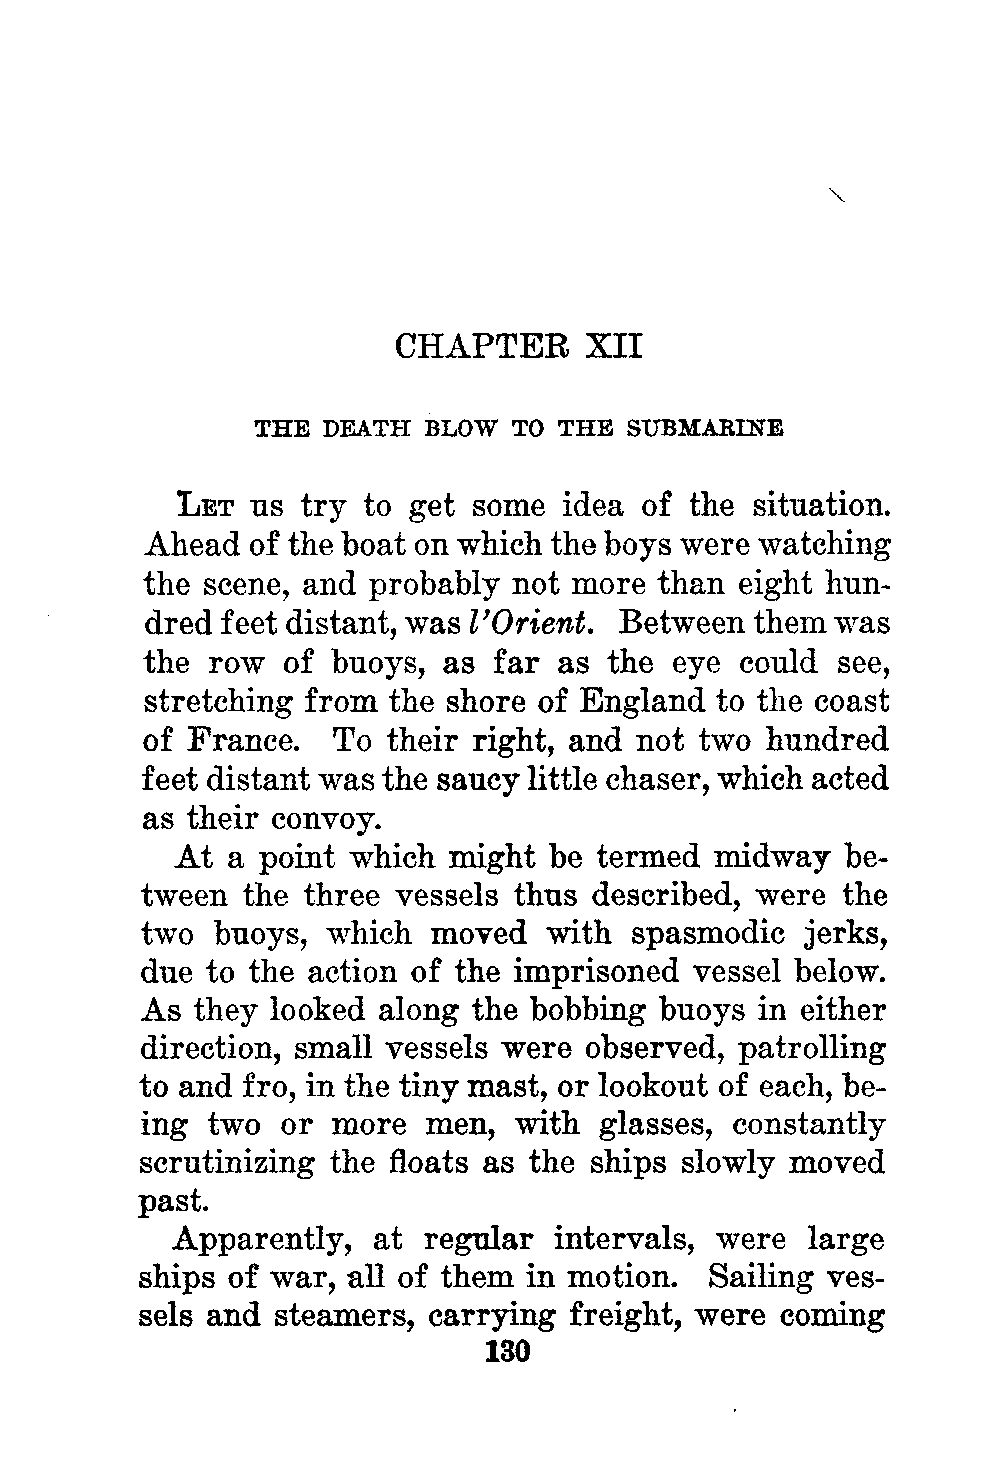 CHAPTER XII
THE DEATH BLOW TO THE SUBMARINE
LET us try to get some idea of the situation.
Ahead of the boat on which the boys were watching
the scene, and probably not more than eight hun-
dred feet distant, was l'Orient. Between them was
the row of buoys, as far as the eye could see,
stretching from the shore of England to the coast
of France. To their right, and not two hundred
feet distant was the saucy little chaser, which acted
as their convoy.
At a point which might be termed midway be-
tween the three vessels thus described, were the
two buoys, which moved with spasmodic jerks,
due to the action of the imprisoned vessel below.
As they looked along the bobbing buoys in either
direction, small vessels were observed, patrolling
to and fro, in the tiny mast, or lookout of each, be-
ing two or more men, with glasses, constantly
scrutinizing the floats as the ships slowly moved
past.
Apparently, at regular intervals, were large
ships of war, all of them in motion. Sailing ves-
sels and steamers, carrying freight, were coming
130